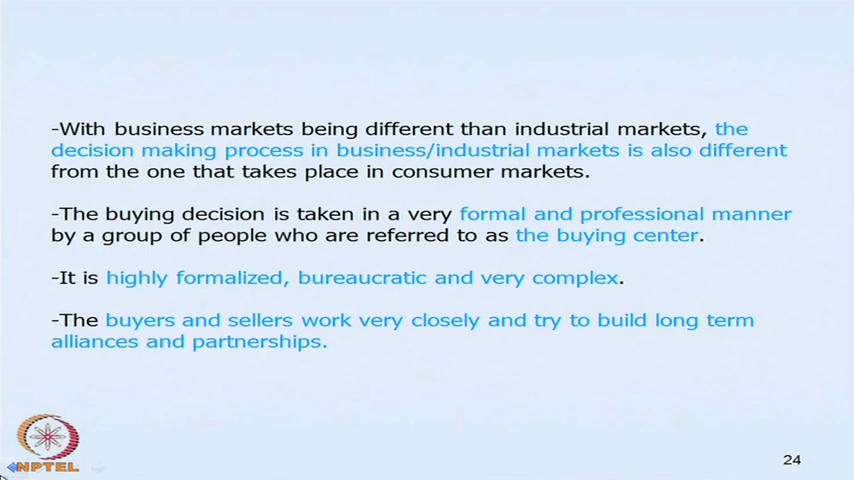 -With business markets being different than industrial markets, the
decision making process in business/industrial markets is also different
from the one that takes place in consumer markets.
-The buying decision is taken in a very formal and professional manner
by a group of people who are referred to as the buying center.
-It is highly formalized, bureaucratic and very complex.
-The buyers and sellers work very closely and try to build long term
alliances and partnerships.
NPTEL
24